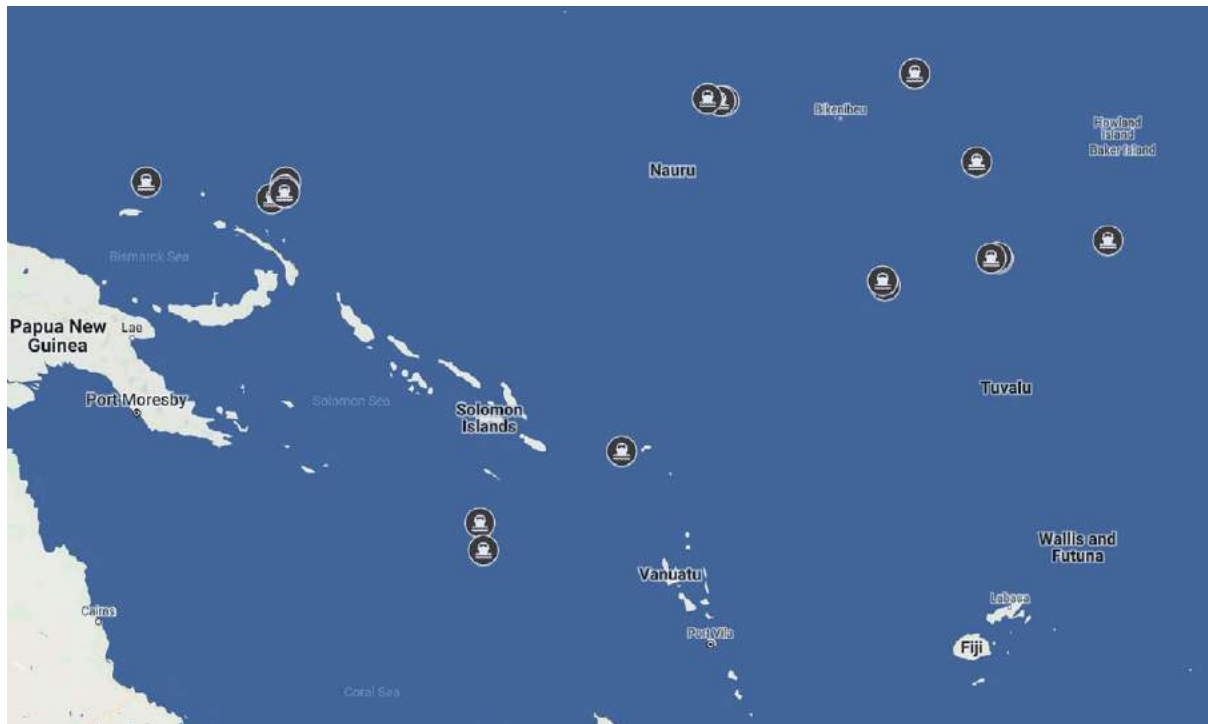 Bikenibeu
Howland
Island
Baker Island
Nauru
Bismarck Sea
Papua New
Guinea
Lae
Port Moresby
Solomon Sea
Solomon
Islands
Tuvalu
Wallis and
Futuna
Vanuatu
Labasa
Cairns
Port Vila
Fiji
Coral Sea